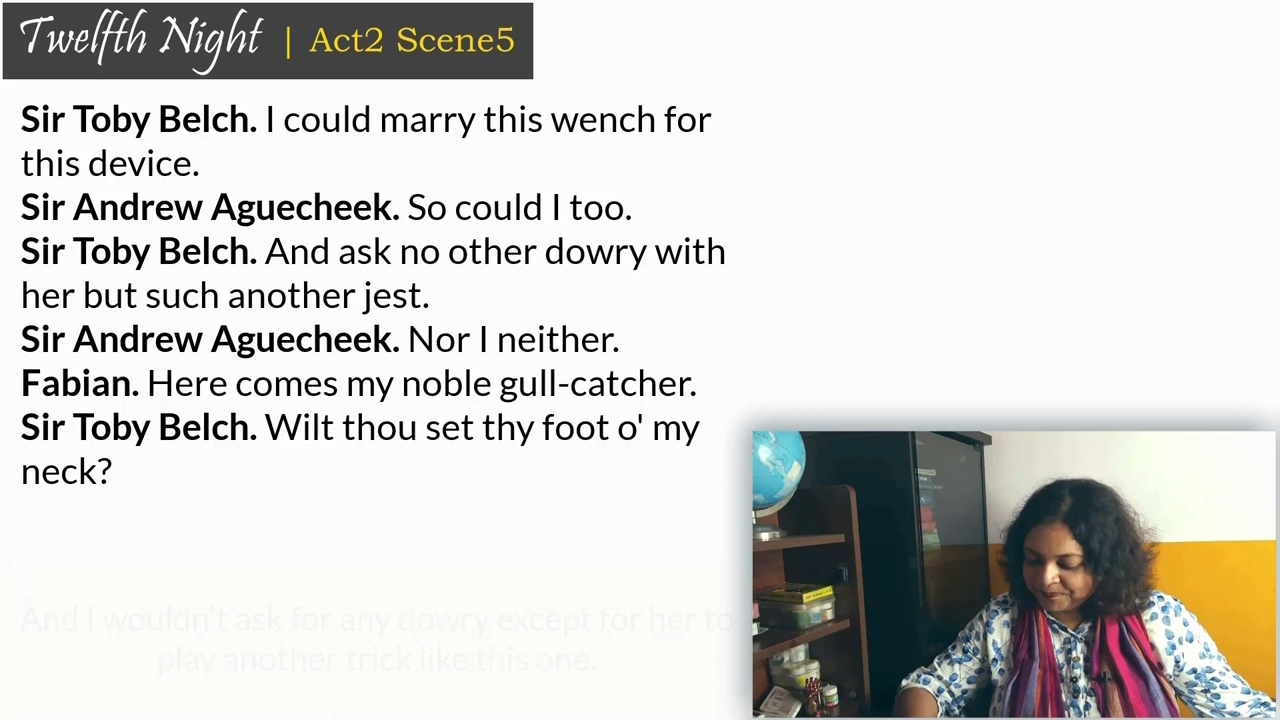 Twelfth Night | Act2 Scene5
Sir Toby Belch. I could marry this wench for
this device.
Sir Andrew Aguecheek. So could I too.
Sir Toby Belch. And ask no other dowry with
her but such another jest.
Sir Andrew Aguecheek. Nor I neither.
Fabian. Here comes my noble gull-catcher.
Sir Toby Belch. Wilt thou set thy foot o' my
neck?
And I wouldn't ask for any dowry except for her to
play another trick like this one.